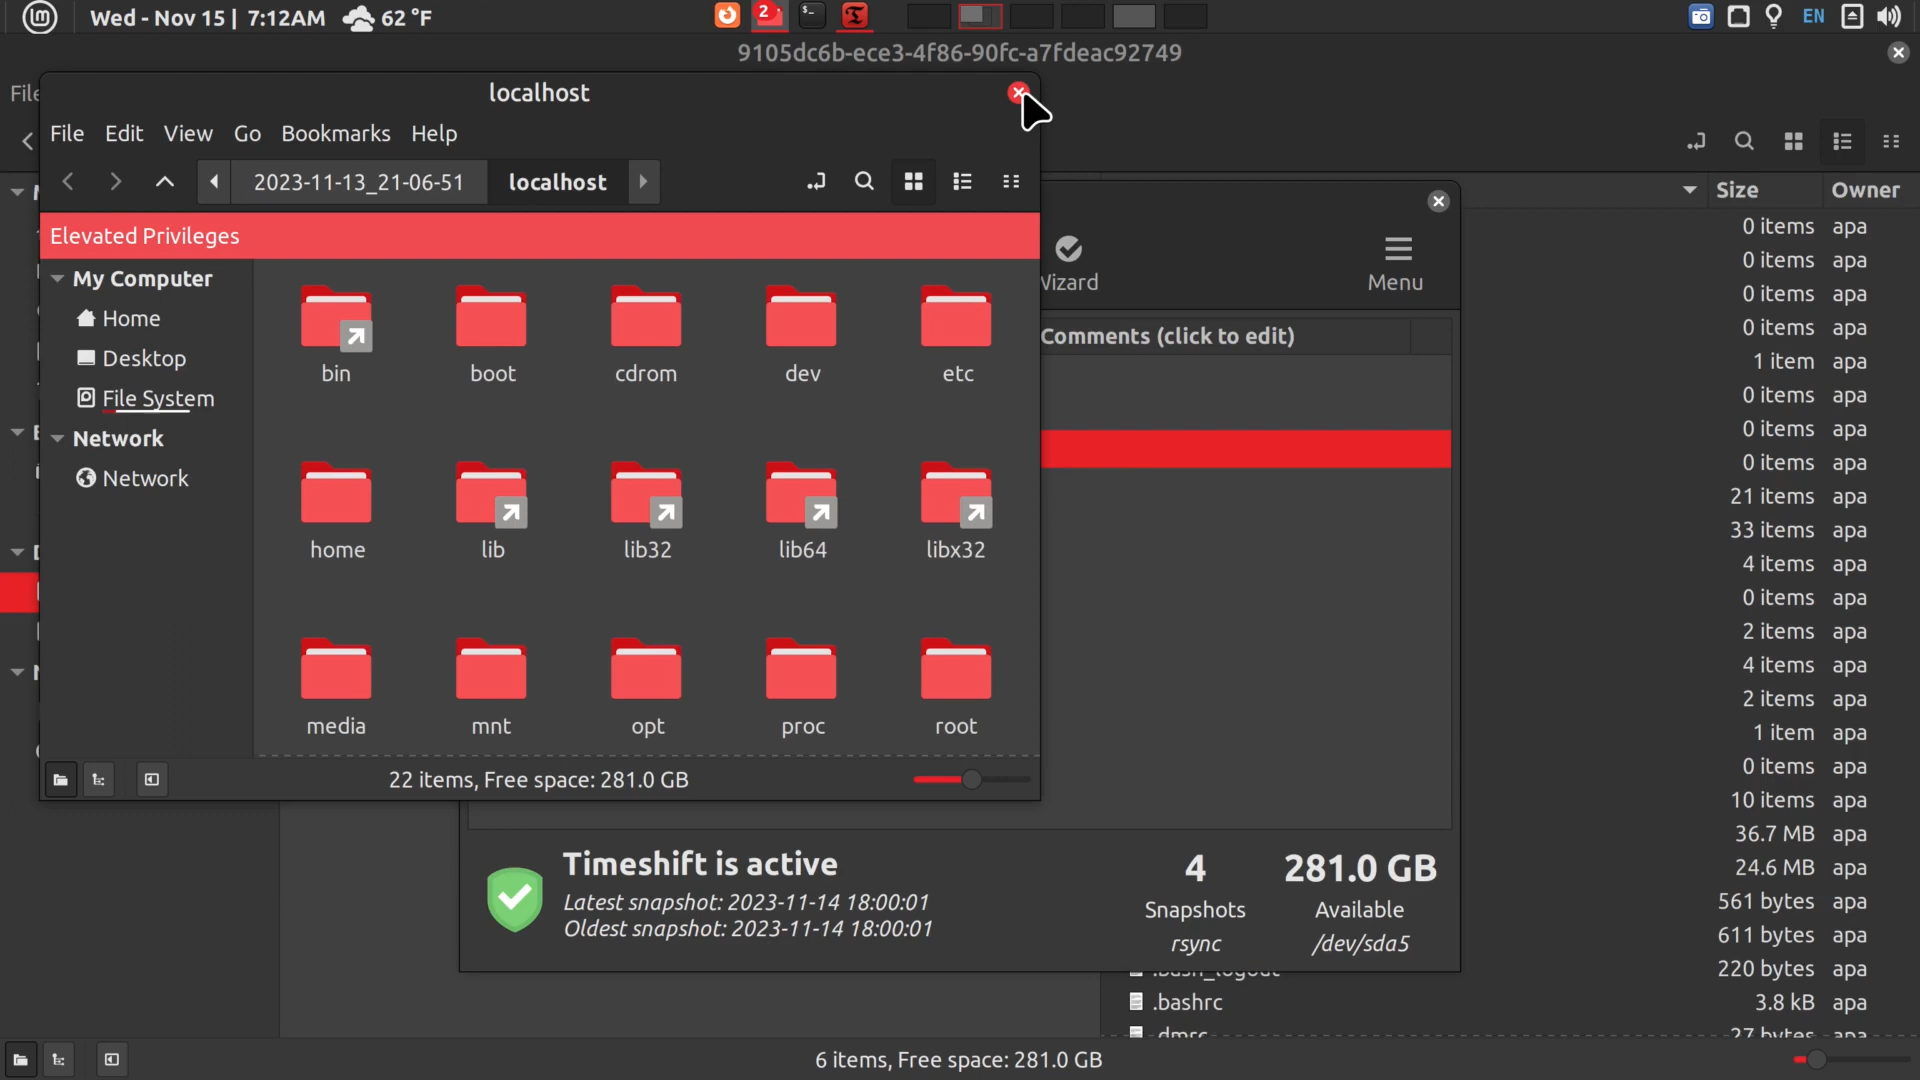 Wed - Nov 15 | 7:12AM
62 °F
2
EN
9105dc6b-ece3-4f86-90fc-a7fdeac92749
localhost
File Edit View Go Bookmarks Help
2023-11-13_21-06-51
localhost
Elevated Privileges
My Computer
Home
Desktop
File System
Network
Network
bin
boot
cdrom
dev
etc
home
lib
lib32
lib64
libx32
media
mnt
opt
proc
root
22 items, Free space: 281.0 GB
Menu
Comments (click to edit)
Timeshift is active
Latest snapshot: 2023-11-14 18:00:01
Oldest snapshot: 2023-11-14 18:00:01
4
Snapshots
rsync
281.0 GB
Available
/dev/sda5
Size Owner
0 items apa
0 items apa
0 items apa
0 items apa
1 item apa
0 items apa
0 items apa
0 items apa
21 items apa
33 items apa
4 items apa
0 items apa
2 items apa
4 items apa
2 items apa
1 item apa
0 items apa
10 items apa
36.7 MB apa
24.6 MB apa
561 bytes apa
611 bytes apa
.bash_logout 220 bytes apa
.bashrc 3.8 kB apa
.dmrc 27 bytes apa
6 items, Free space: 281.0 GB